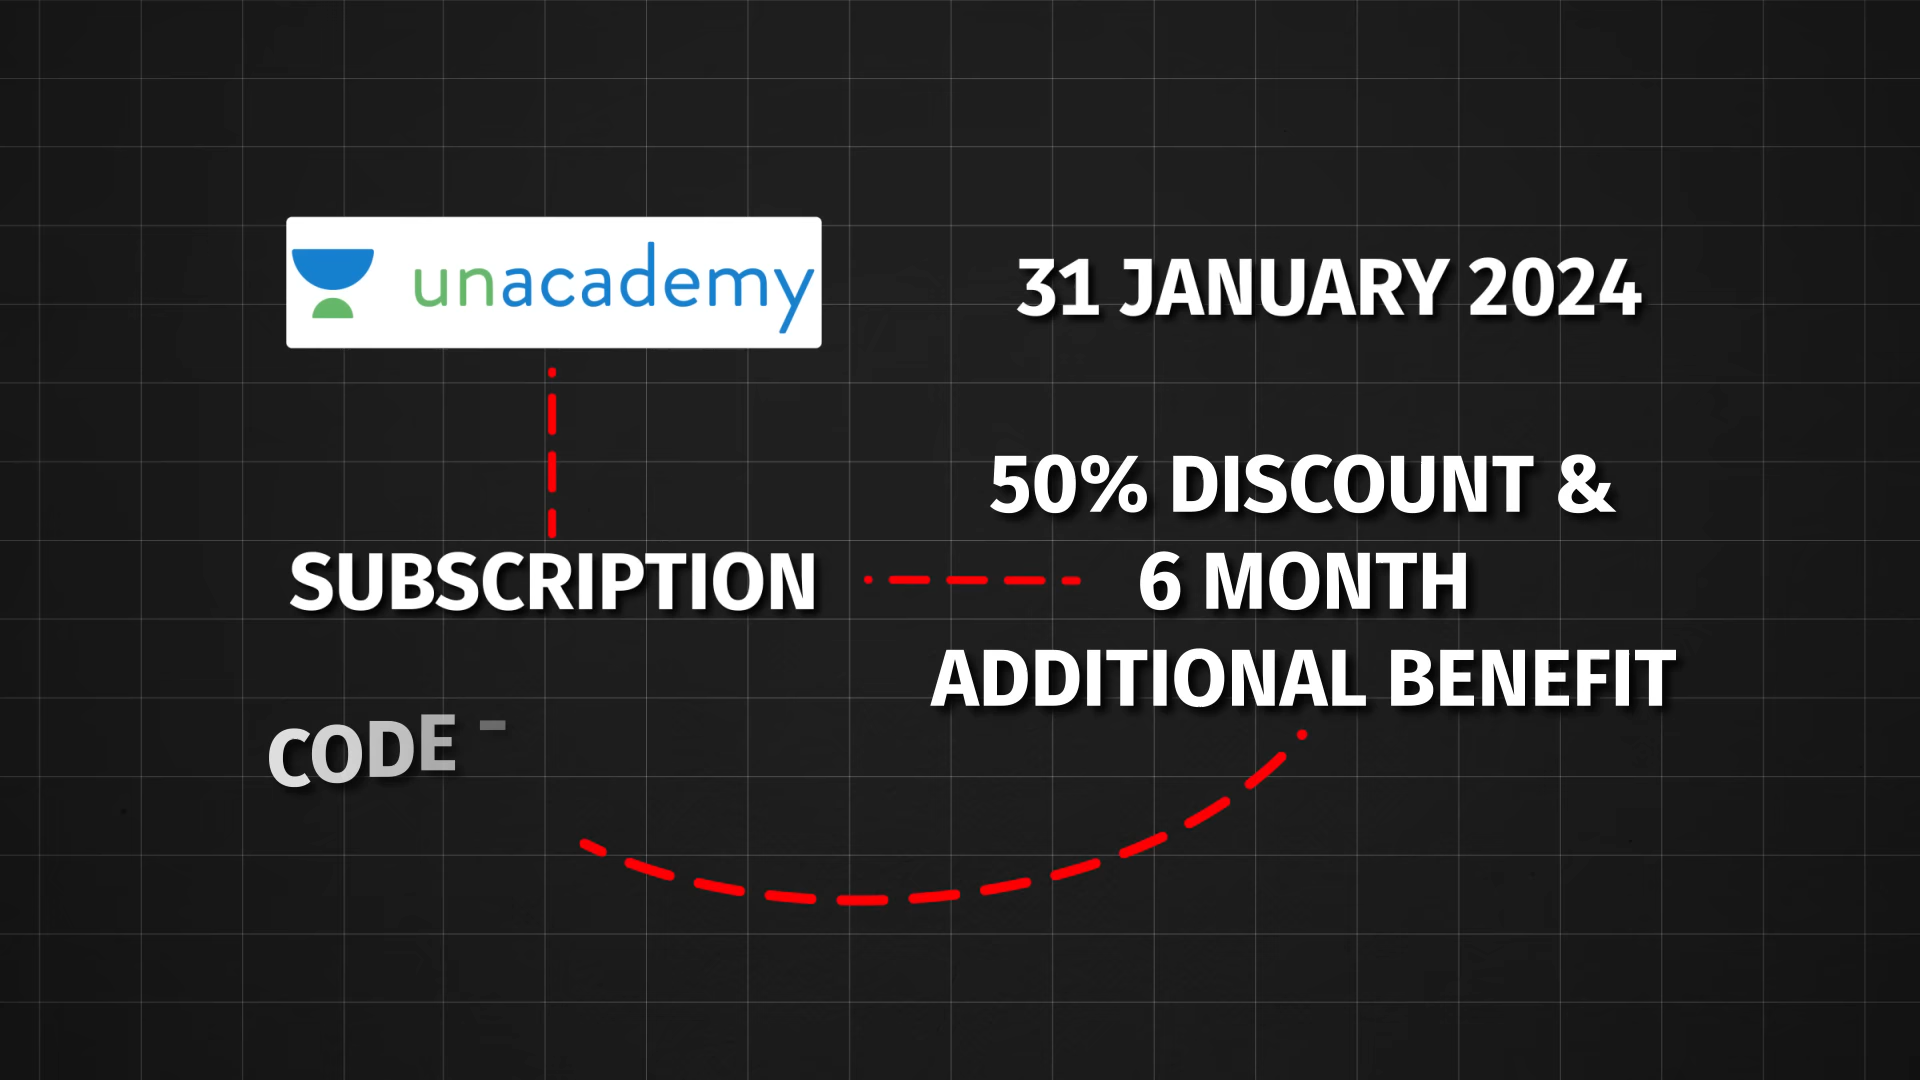 unacademy
31 JANUARY 2024
50% DISCOUNT &
SUBSCRIPTION
6 MONTH
ADDITIONAL BENEFIT
CODE -